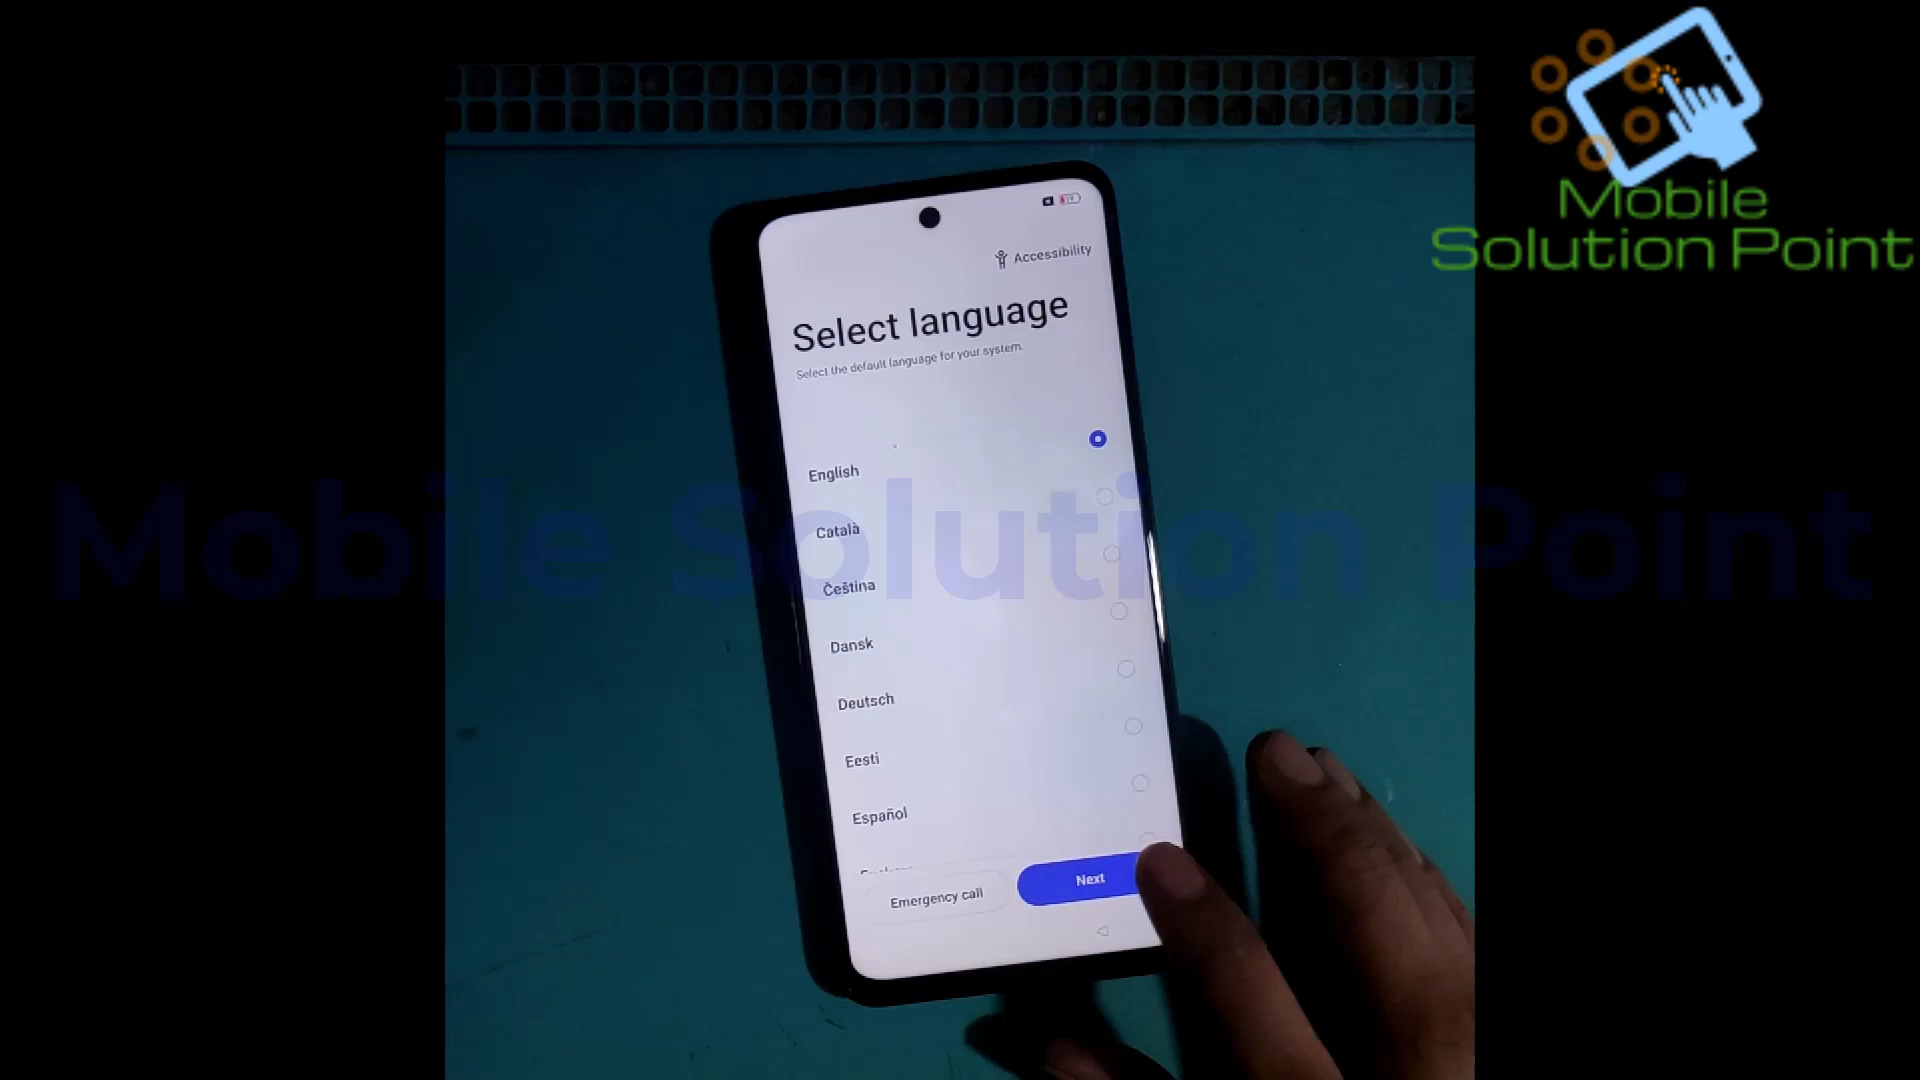 Mobile
Solution Point
Accessibility
Select language
Select the default language for your system.
English
Català
Čeština
Dansk
Deutsch
Eesti
Español
Emergency call
Next
Mobile Solution Point